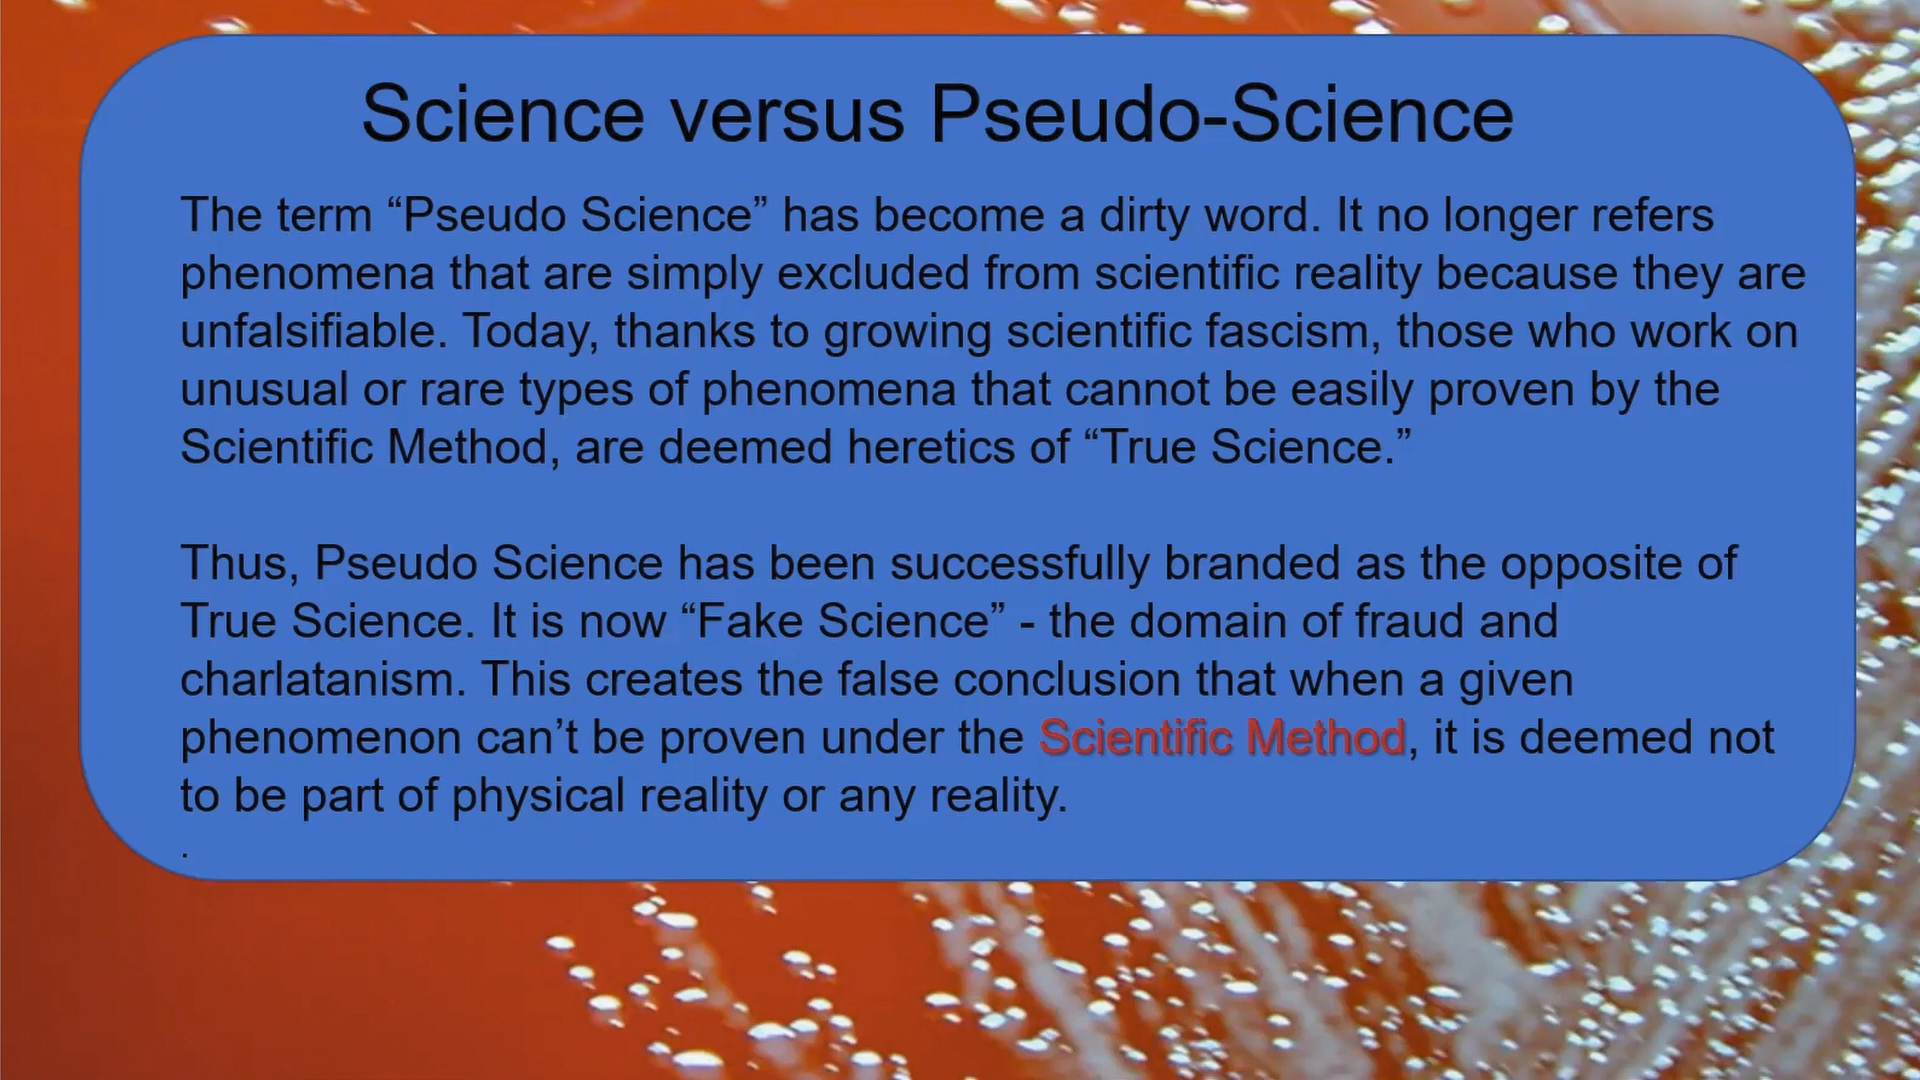 Science versus Pseudo-Science
The term “Pseudo Science” has become a dirty word. It no longer refers
phenomena that are simply excluded from scientific reality because they are
unfalsifiable. Today, thanks to growing scientific fascism, those who work on
unusual or rare types of phenomena that cannot be easily proven by the
Scientific Method, are deemed heretics of “True Science.”
Thus, Pseudo Science has been successfully branded as the opposite of
True Science. It is now “Fake Science” - the domain of fraud and
charlatanism. This creates the false conclusion that when a given
phenomenon can’t be proven under the Scientific Method, it is deemed not
to be part of physical reality or any reality.
.